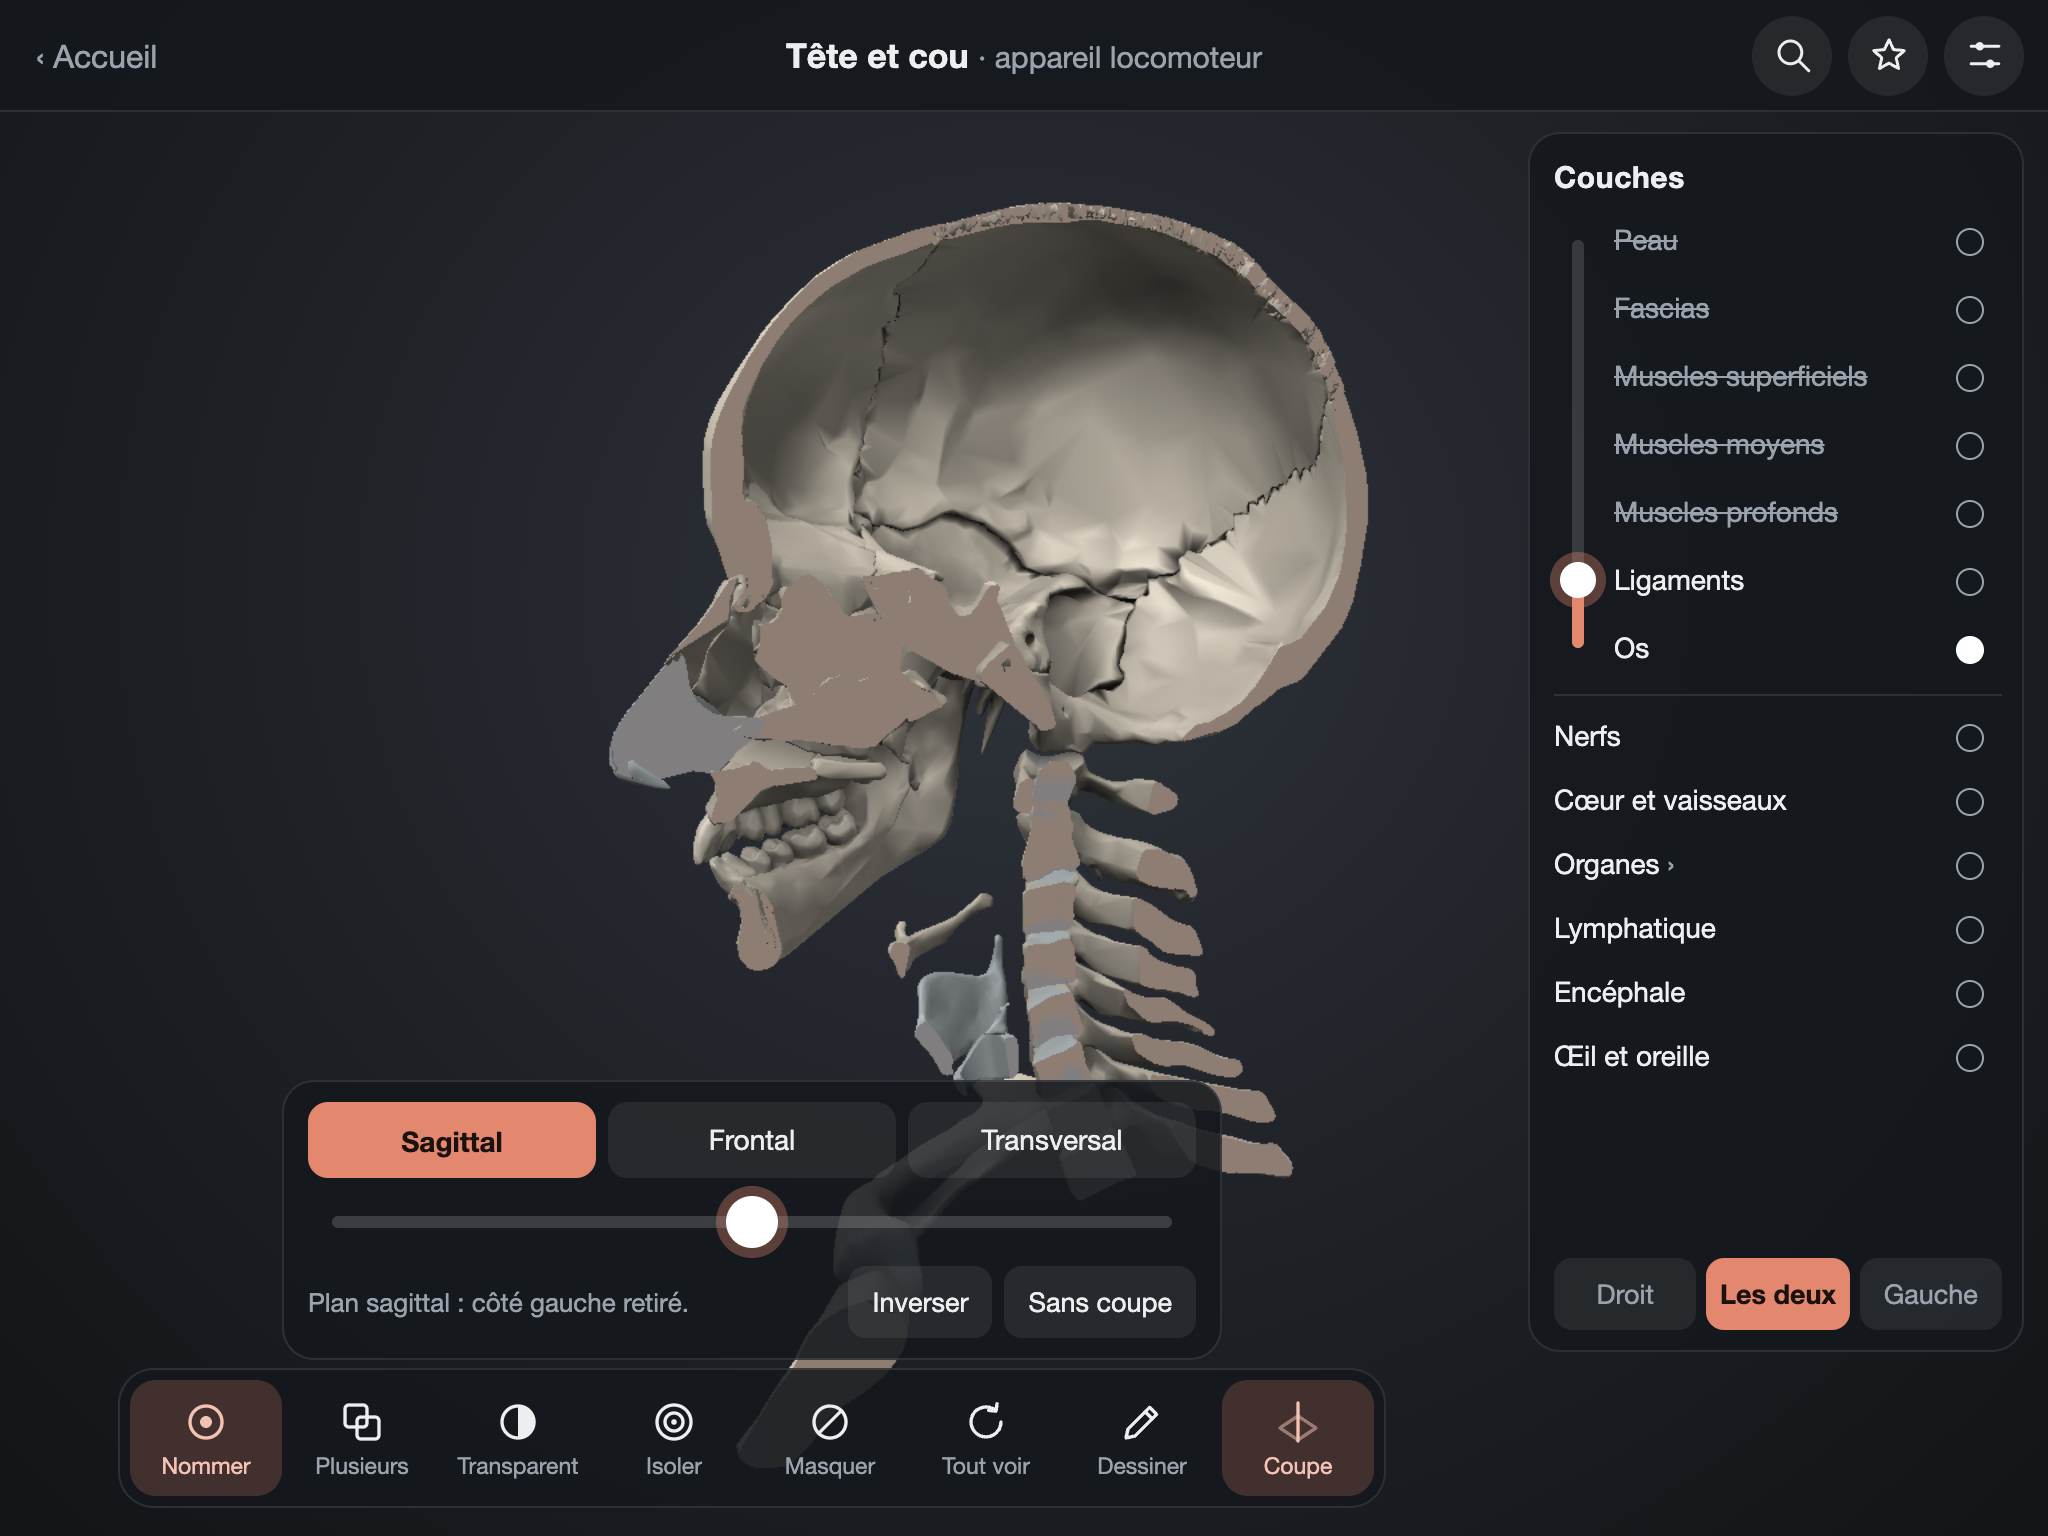 ‹ Accueil
Tête et cou · appareil locomoteur
Couches
Peau
Fascias
Muscles superficiels
Muscles moyens
Muscles profonds
Ligaments
Os
Nerfs
Cœur et vaisseaux
Organes ›
Lymphatique
Encéphale
Œil et oreille
Droit
Les deux
Gauche
Sagittal
Frontal
Transversal
Plan sagittal : côté gauche retiré.
Inverser
Sans coupe
Nommer
Plusieurs
Transparent
Isoler
Masquer
Tout voir
Dessiner
Coupe